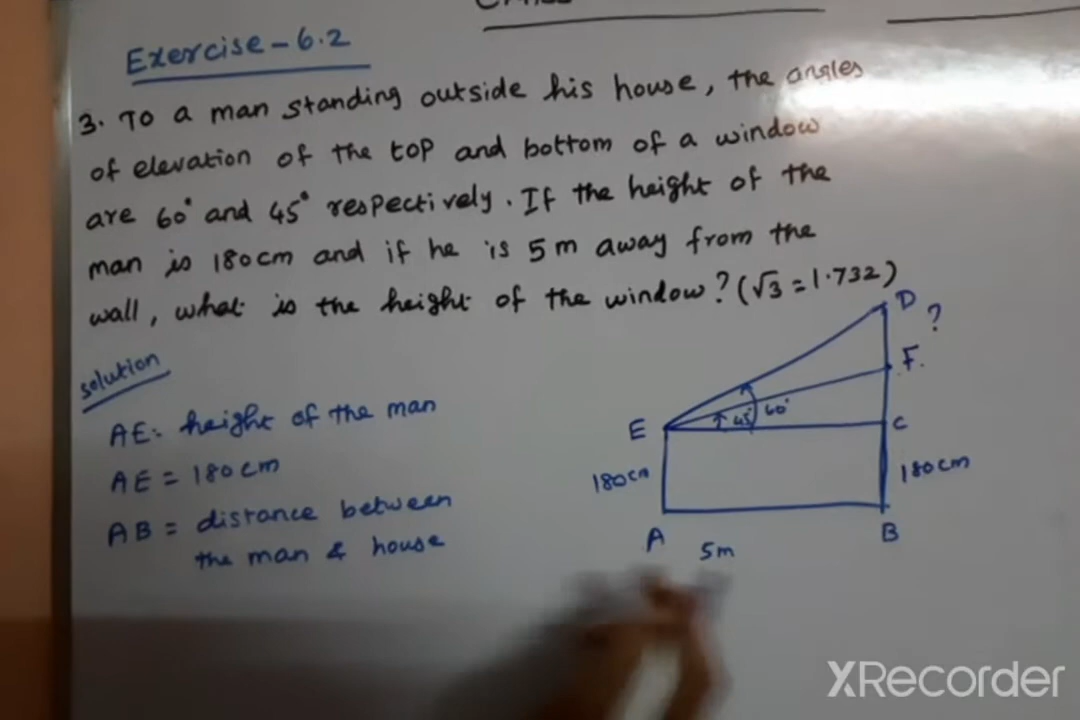 Exercise-6.2
3. To a man standing outside his house, the angles
of elevation of the top and bottom of a window
are 60° and 45° respectively. If the height of the
man is 180cm and if he is 5m away from the
wall, what is the height of the window? (√3 = 1.732)
Solution
AE: height of the man
AE = 180cm
AB = distance between
the man & house
D
?
F.
45°
60°
E
C
180cm
180cm
A
B
5m
XRecorder